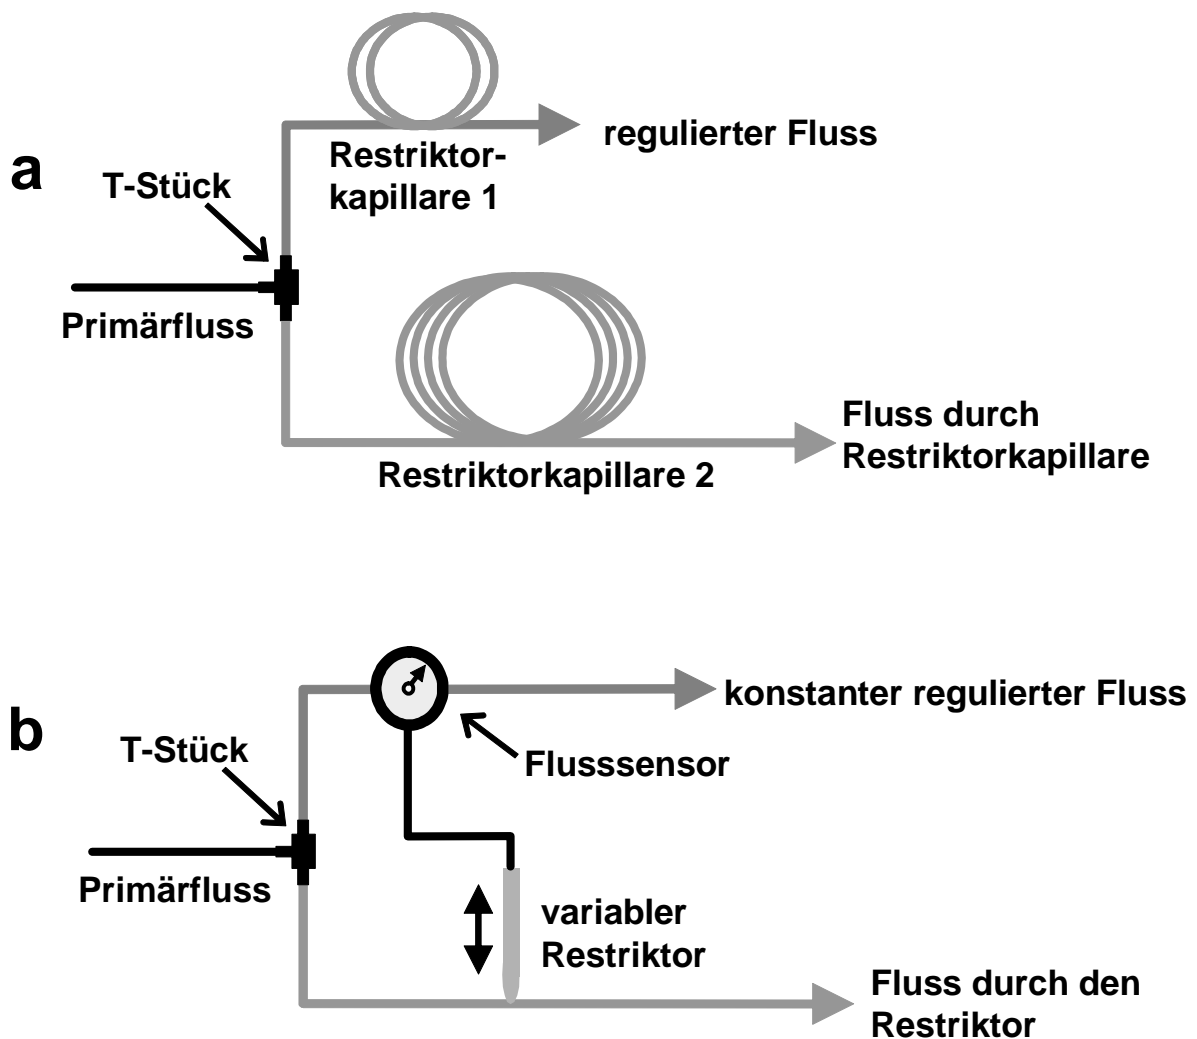 a
regulierter Fluss
Restriktor-
kapillare 1
T-Stück
Primärfluss
Fluss durch
Restriktorkapillare
Restriktorkapillare 2
b
konstanter regulierter Fluss
T-Stück
Flusssensor
Primärfluss
variabler
Restriktor
Fluss durch den
Restriktor